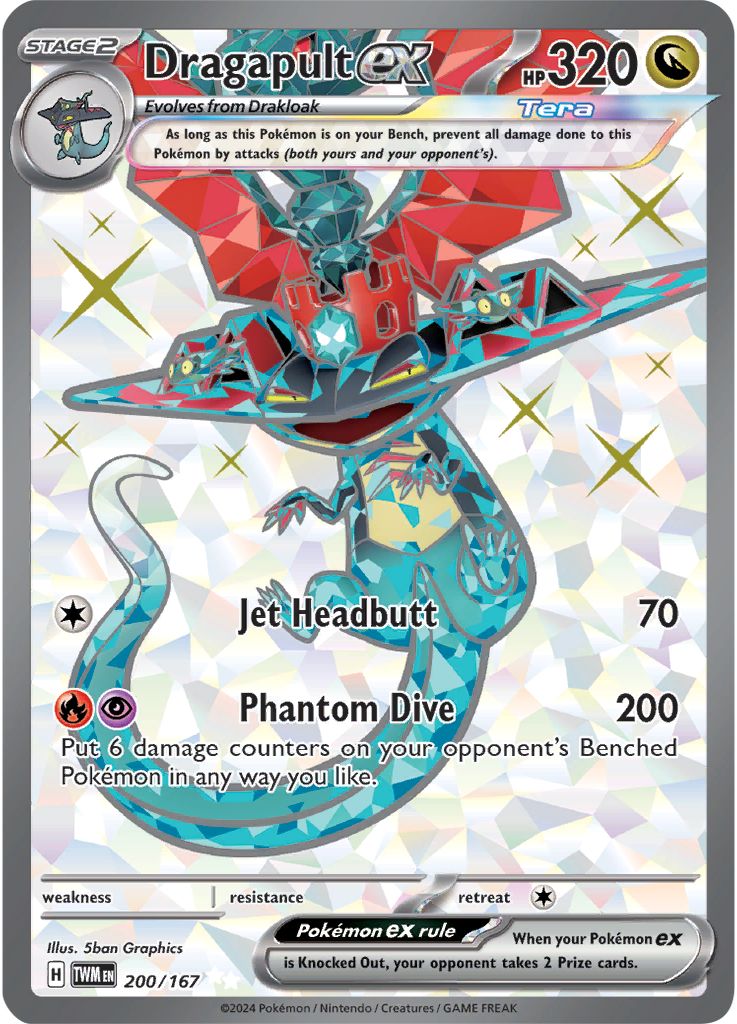 STAGE2
Dragapult ex
HP 320
Evolves from Drakloak
Tera
As long as this Pokémon is on your Bench, prevent all damage done to this
Pokémon by attacks (both yours and your opponent's).
Jet Headbutt 70
Phantom Dive 200
Put 6 damage counters on your opponent's Benched
Pokémon in any way you like.
weakness resistance retreat
Illus. 5ban Graphics
Pokémon ex rule
When your Pokémon ex
is Knocked Out, your opponent takes 2 Prize cards.
H TWM EN 200/167
©2024 Pokémon / Nintendo / Creatures / GAME FREAK